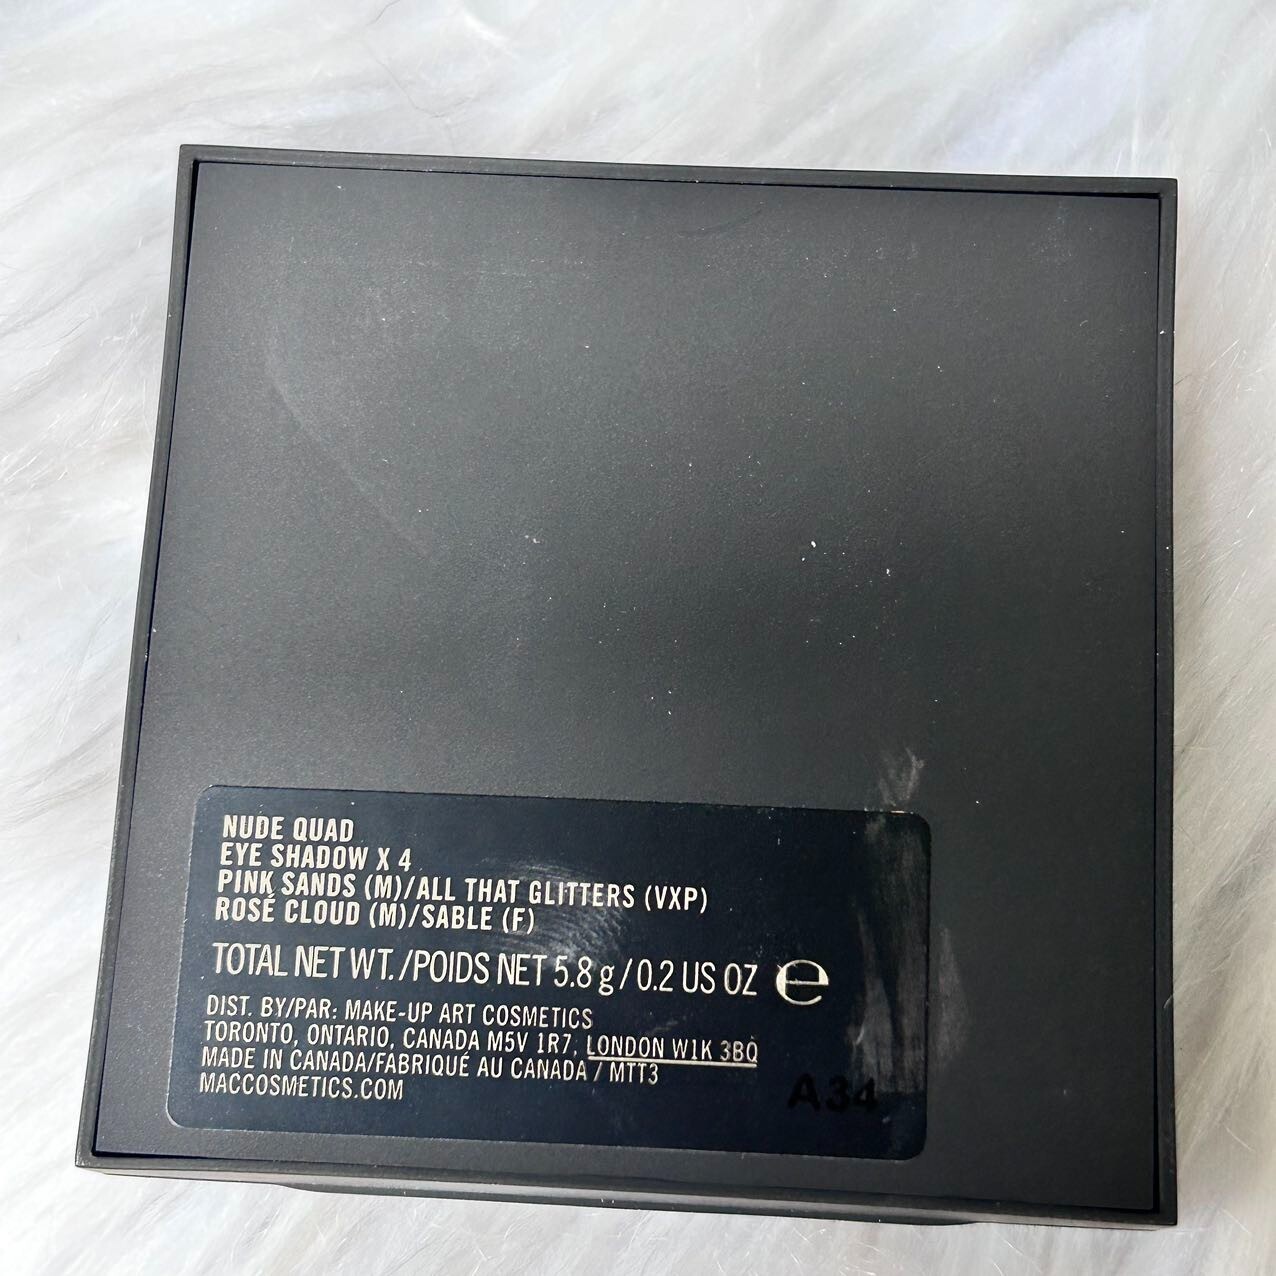 NUDE QUAD
EYE SHADOW X 4
PINK SANDS (M)/ALL THAT GLITTERS (VXP)
ROSÉ CLOUD (M)/SABLE (F)
TOTAL NET WT./POIDS NET 5.8 g/0.2 US OZ ℮
DIST. BY/PAR: MAKE-UP ART COSMETICS
TORONTO, ONTARIO, CANADA M5V 1R7, LONDON W1K 3BQ
MADE IN CANADA/FABRIQUÉ AU CANADA / MTT3
MACCOSMETICS.COM
A34